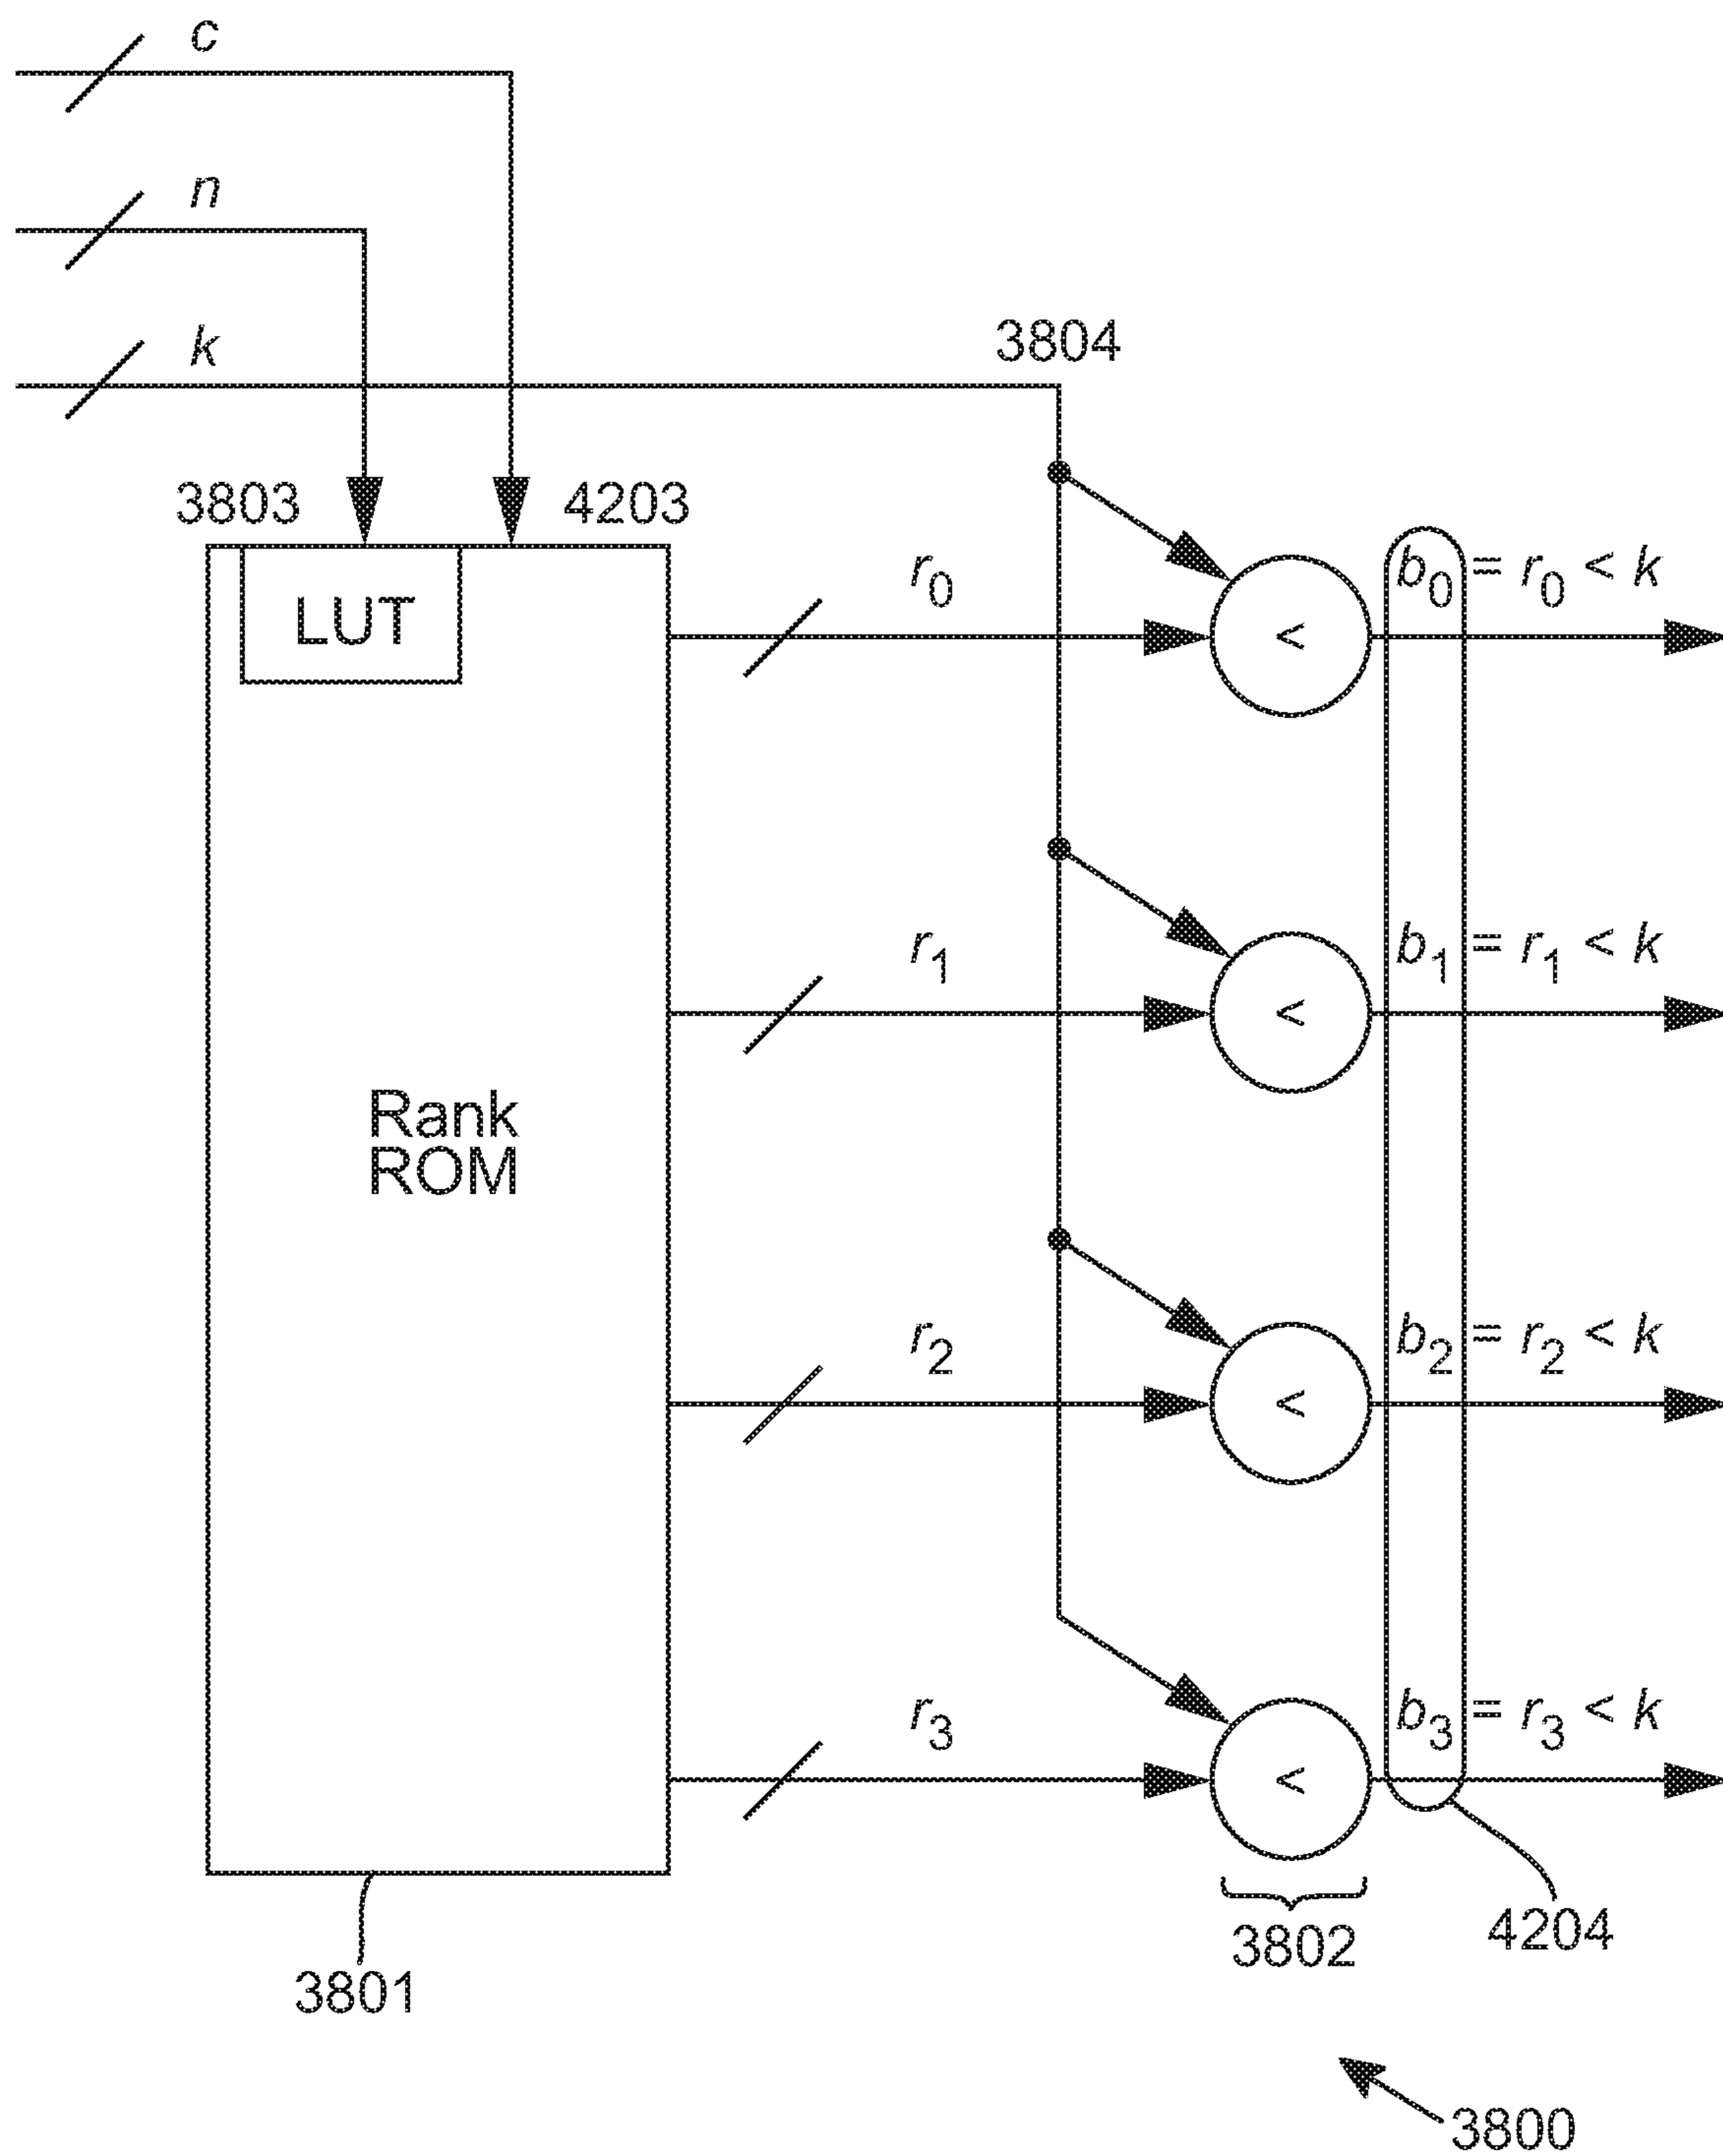 c
n
k
3804
3803
4203
LUT
r0
b0 = r0 < k
<
r1
b1 = r1 < k
<
Rank
ROM
r2
b2 = r2 < k
<
r3
b3 = r3 < k
<
3802
4204
3801
3800